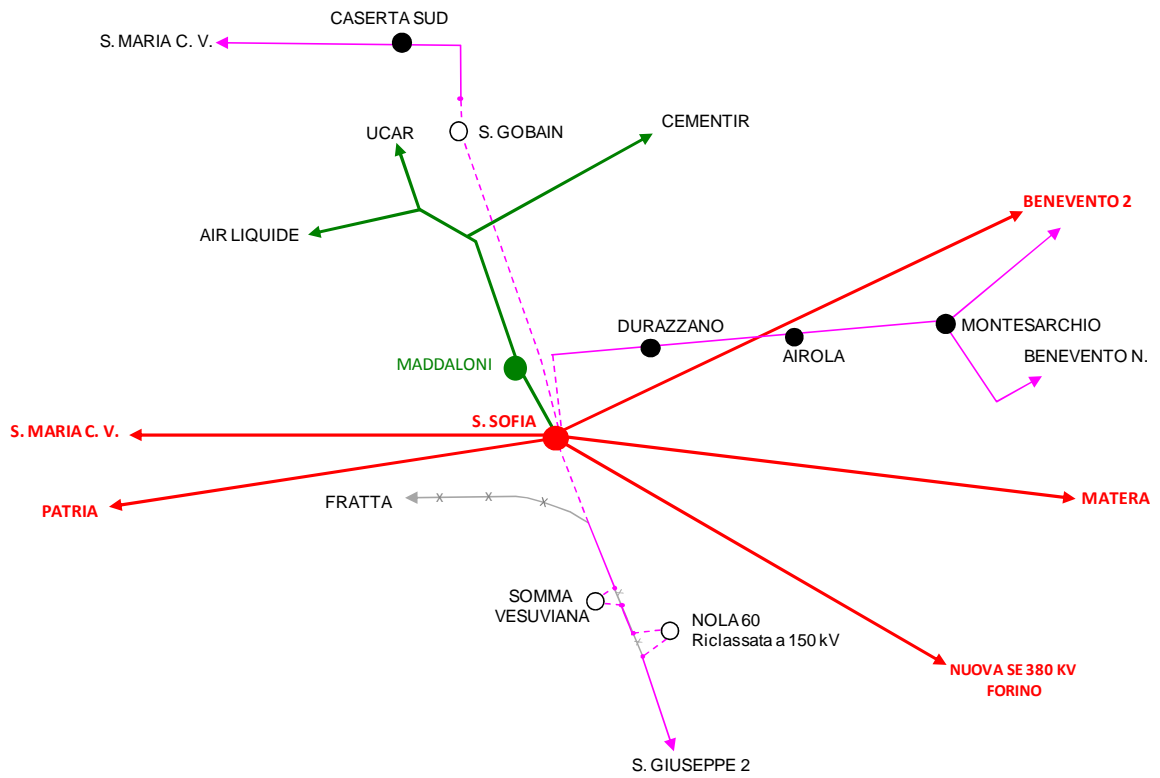 CASERTA SUD
S. MARIA C. V.
UCAR
S. GOBAIN
CEMENTIR
AIR LIQUIDE
BENEVENTO 2
DURAZZANO
MONTESARCHIO
AIROLA
BENEVENTO N.
MADDALONI
S. SOFIA
S. MARIA C. V.
FRATTA
PATRIA
MATERA
SOMMA
VESUVIANA
NOLA 60
Riclassata a 150 kV
NUOVA SE 380 KV
FORINO
S. GIUSEPPE 2